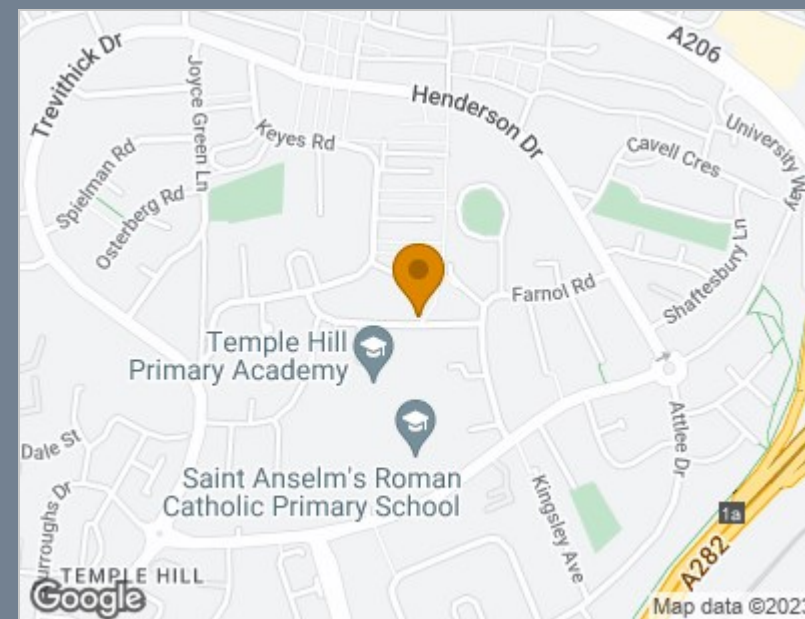 A206
Trevithick Dr
Joyce Green Ln
Henderson Dr
University Way
Keyes Rd
Cavell Cres
Spielman Rd
Osterberg Rd
Shaftesbury Ln
Farnol Rd
Temple Hill
Primary Academy
Attlee Dr
Dale St
Saint Anselm's Roman
Catholic Primary School
Kingsley Ave
urroughs Dr
1a
A282
TEMPLE HILL
Google
Map data ©2023